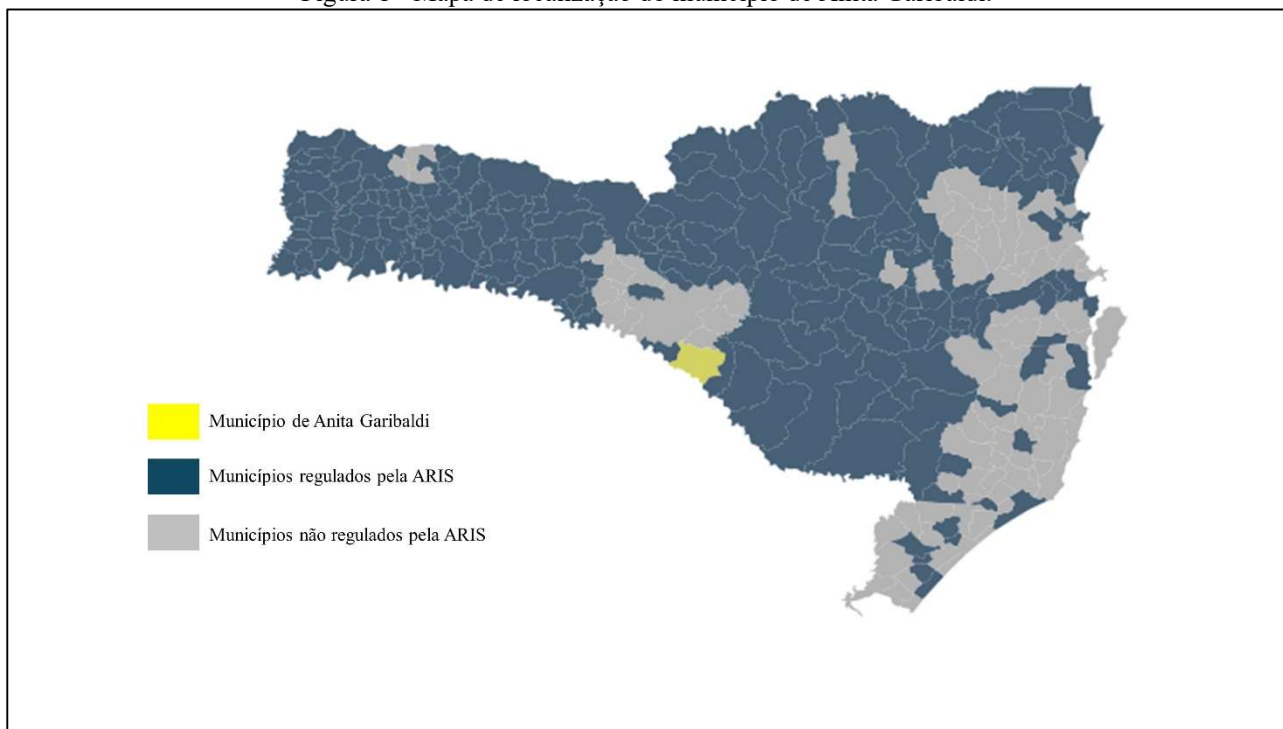 Município de Anita Garibaldi
Municípios regulados pela ARIS
Municípios não regulados pela ARIS